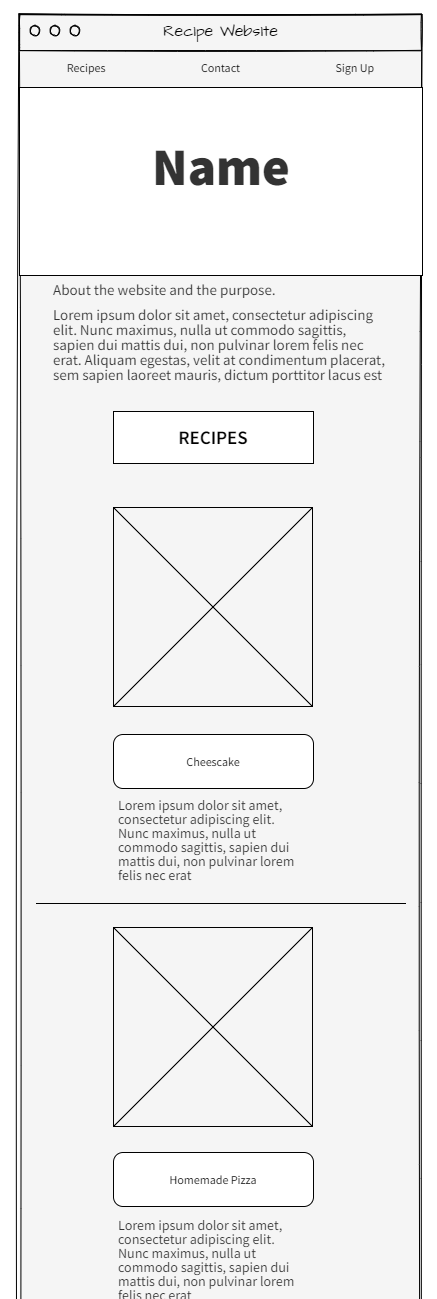 Recipe Website
Recipes Contact Sign Up
Name
About the website and the purpose.
Lorem ipsum dolor sit amet, consectetur adipiscing
elit. Nunc maximus, nulla ut commodo sagittis,
sapien dui mattis dui, non pulvinar lorem felis nec
erat. Aliquam egestas, velit at condimentum placerat,
sem sapien laoreet mauris, dictum porttitor lacus est
RECIPES
Cheescake
Lorem ipsum dolor sit amet,
consectetur adipiscing elit.
Nunc maximus, nulla ut
commodo sagittis, sapien dui
mattis dui, non pulvinar lorem
felis nec erat
Homemade Pizza
Lorem ipsum dolor sit amet,
consectetur adipiscing elit.
Nunc maximus, nulla ut
commodo sagittis, sapien dui
mattis dui, non pulvinar lorem
felis nec erat